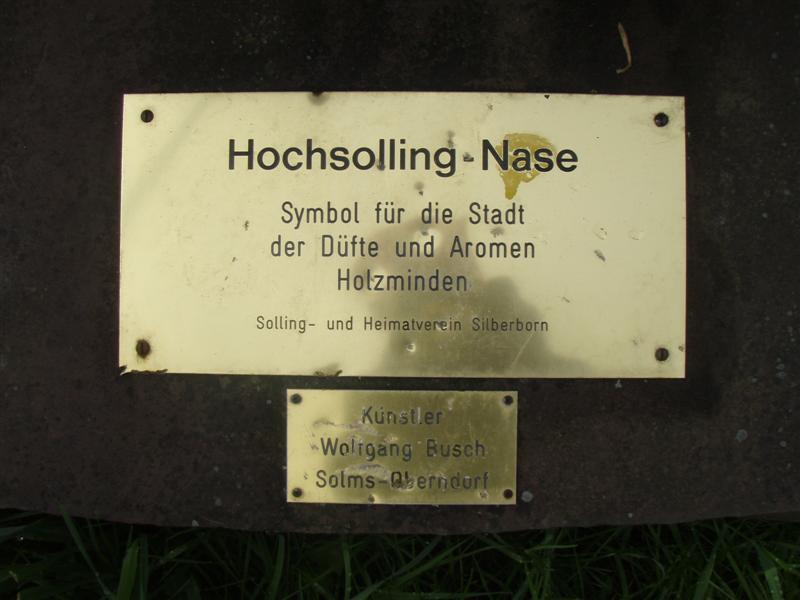 Hochsolling-Nase
Symbol für die Stadt
der Düfte und Aromen
Holzminden
Solling- und Heimatverein Silberborn
Künstler
Wolfgang Busch
Solms-Oberndorf